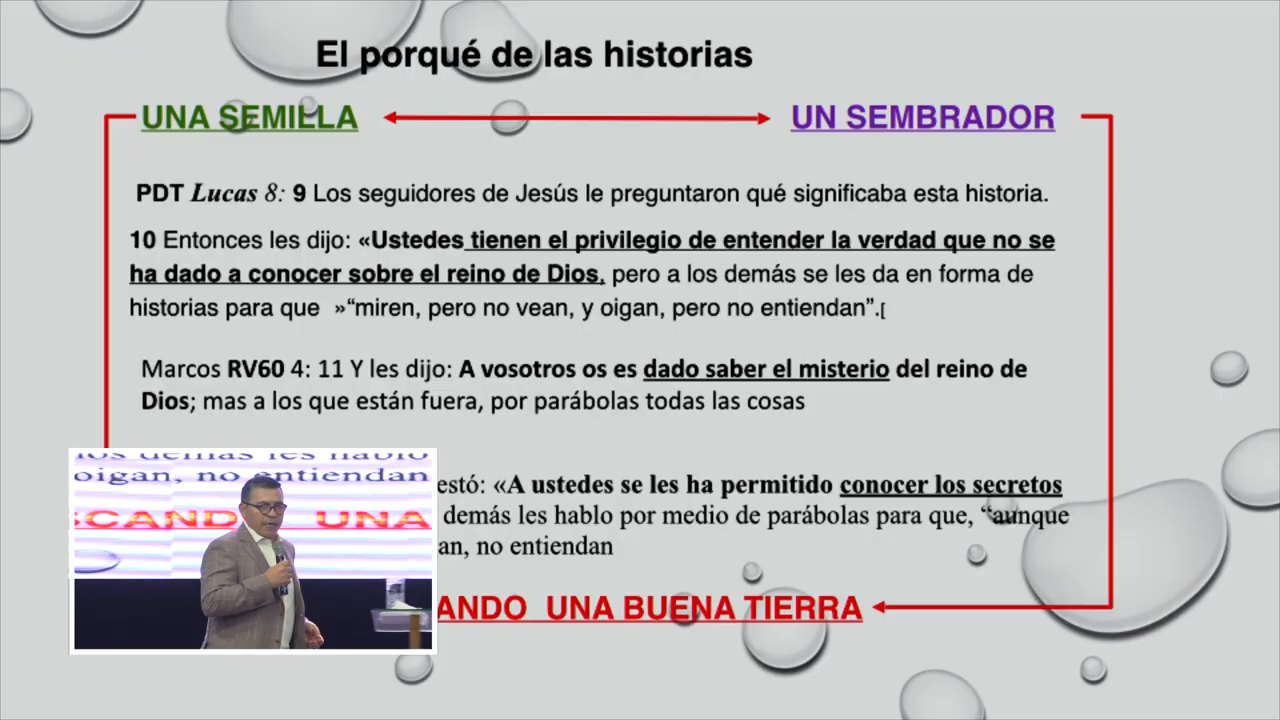 El porqué de las historias
UNA SEMILLA
UN SEMBRADOR
PDT Lucas 8: 9 Los seguidores de Jesús le preguntaron qué significaba esta historia.
10 Entonces les dijo: «Ustedes tienen el privilegio de entender la verdad que no se
ha dado a conocer sobre el reino de Dios, pero a los demás se les da en forma de
historias para que »“miren, pero no vean, y oigan, pero no entiendan”.[
Marcos RV60 4: 11 Y les dijo: A vosotros os es dado saber el misterio del reino de
Dios; mas a los que están fuera, por parábolas todas las cosas
estó: «A ustedes se les ha permitido conocer los secretos
demás les hablo por medio de parábolas para que, “aunque
an, no entiendan
ANDO UNA BUENA TIERRA
los demás les hablo
oigan, no entiendan
SCANDO UNA